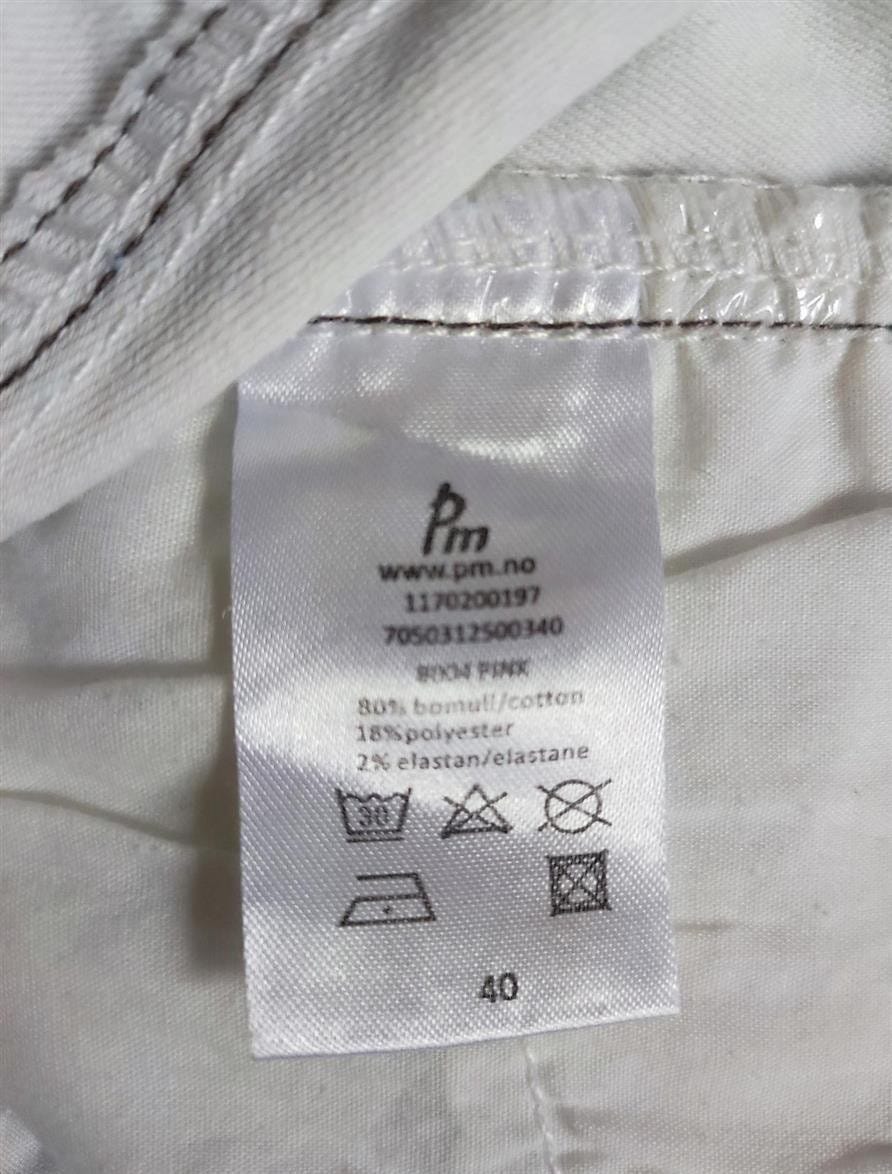 Pm
www.pm.no
1170200197
7050312500340
8004 PINK
80% bomull/cotton
18%polyester
2% elastan/elastane
30
40